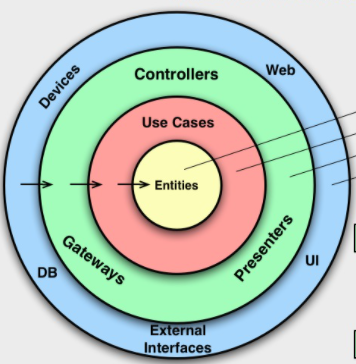 Devices
Web
Controllers
Use Cases
Entities
Gateways
Presenters
DB
UI
External
Interfaces